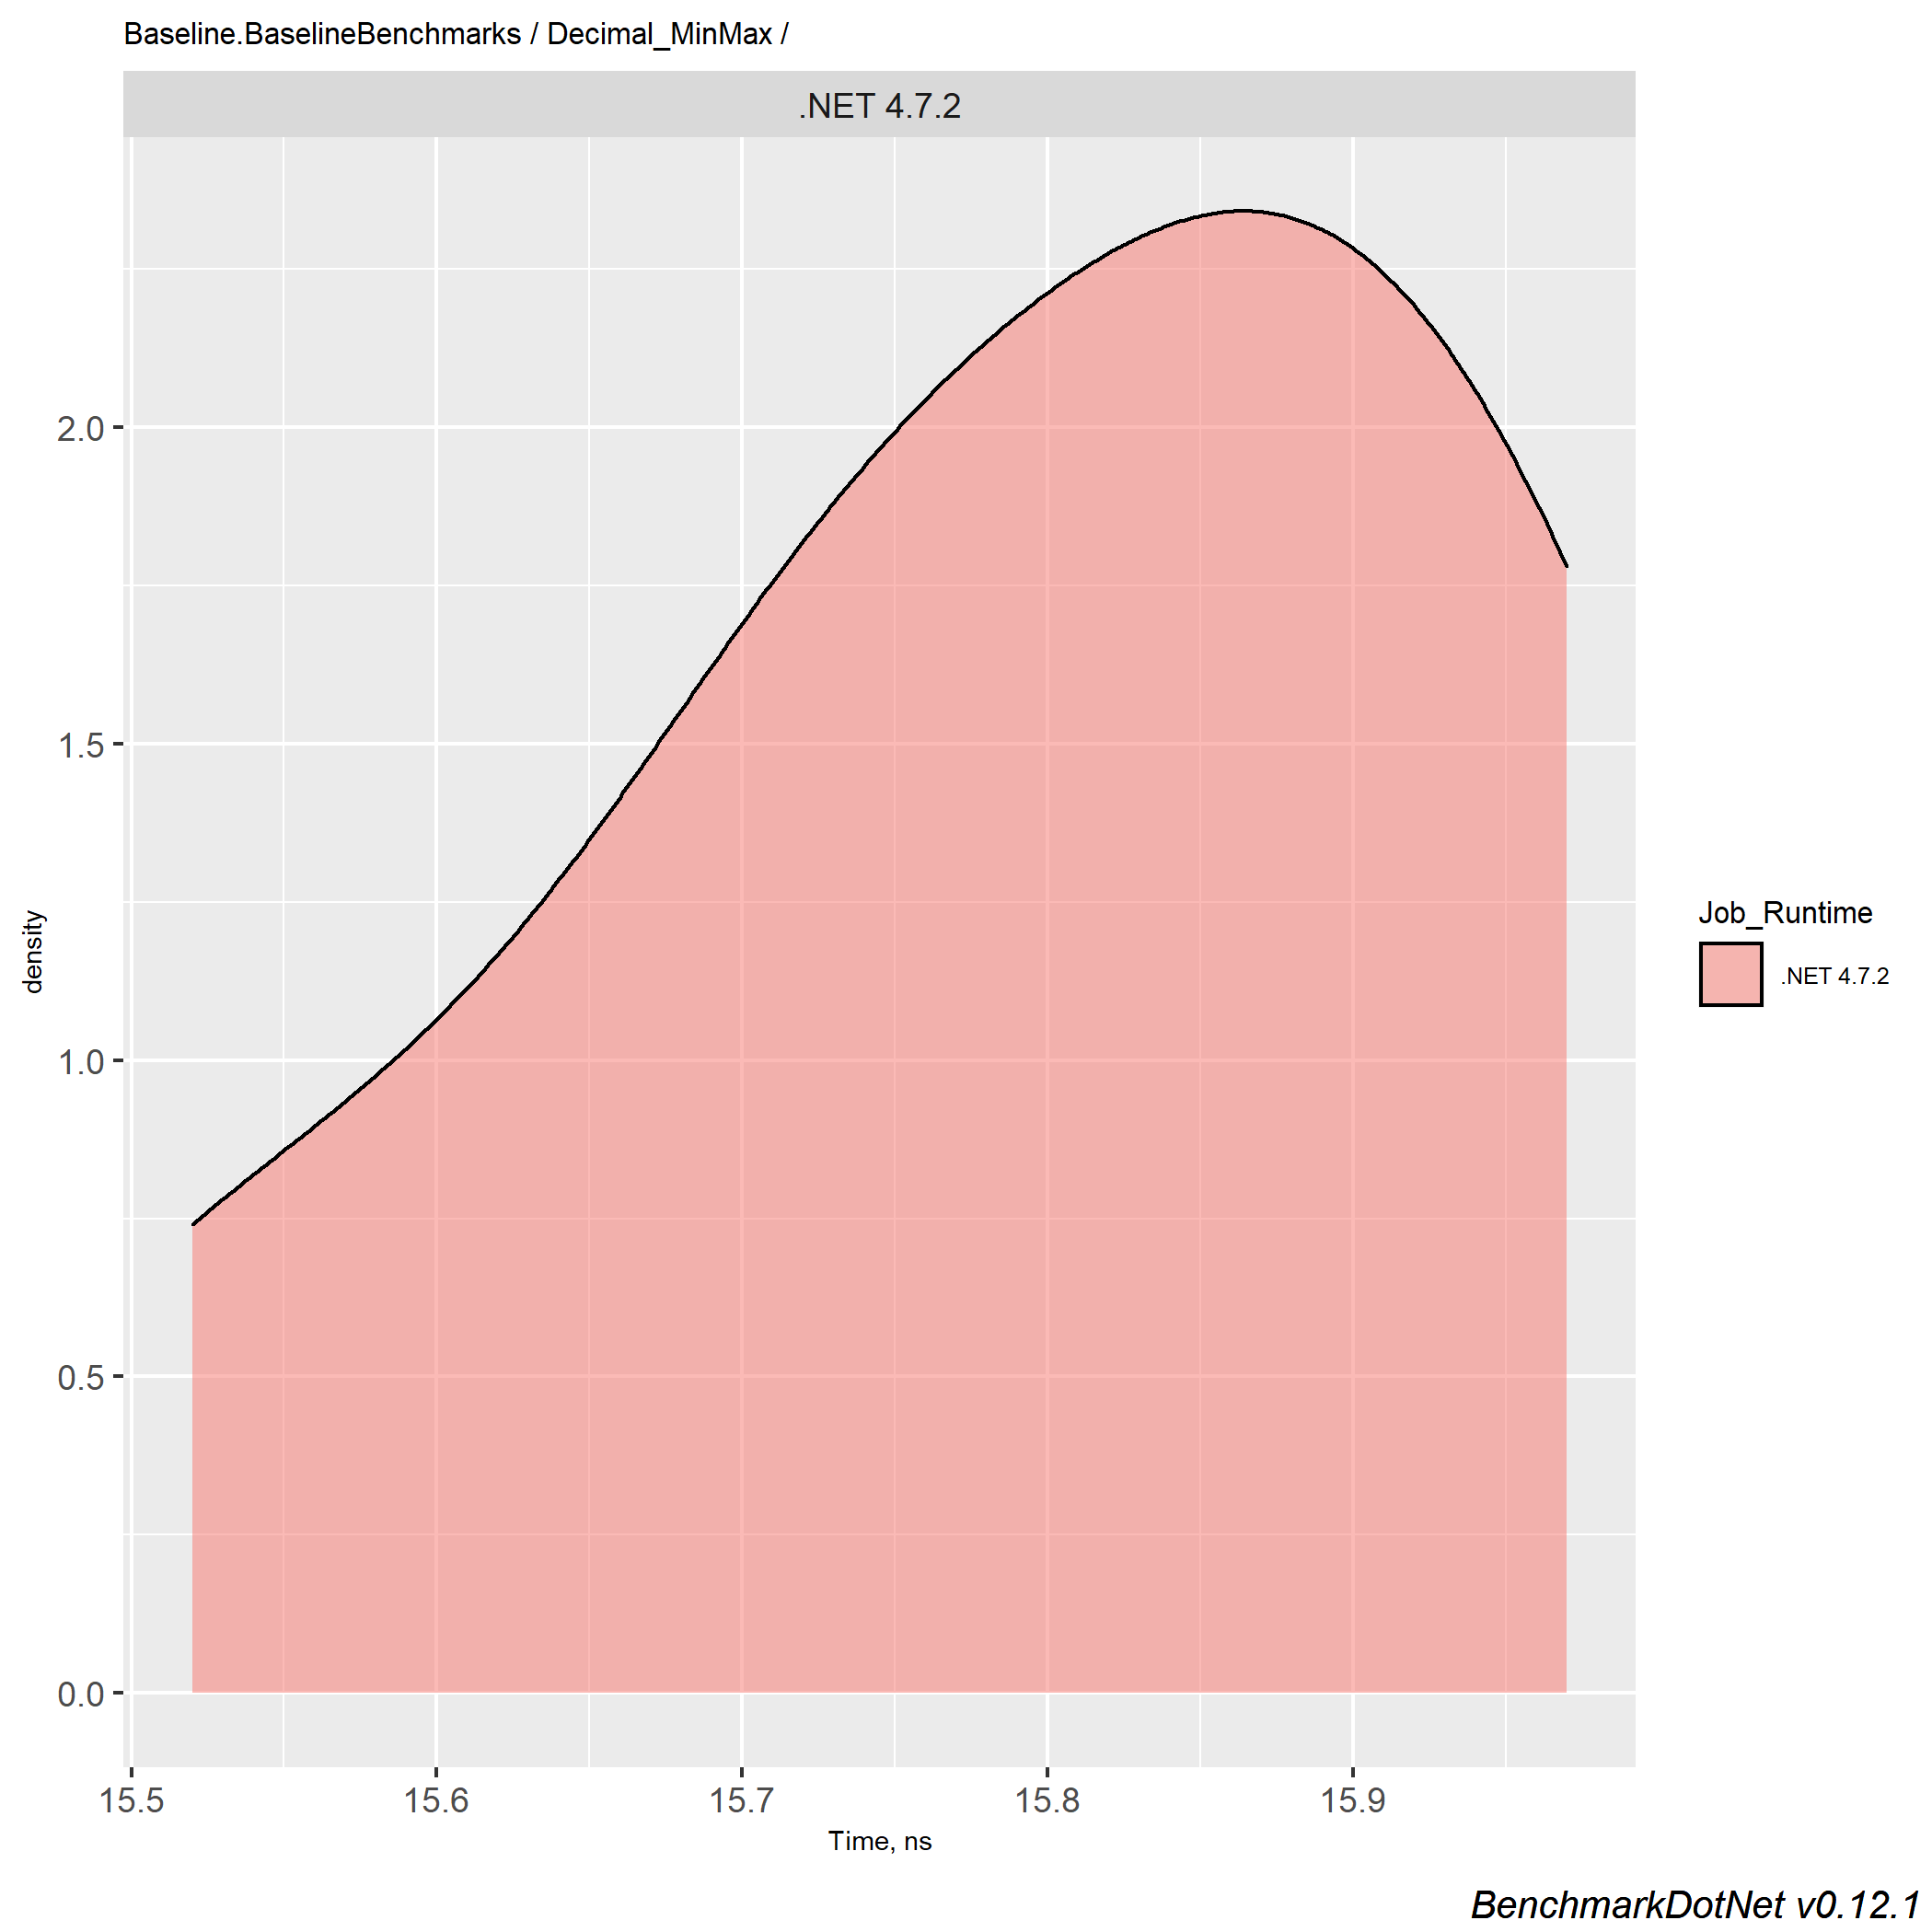 Baseline.BaselineBenchmarks / Decimal_MinMax /
.NET 4.7.2
2.0
1.5
1.0
0.5
0.0
density
15.5 15.6 15.7 15.8 15.9
Time, ns
Job_Runtime
.NET 4.7.2
BenchmarkDotNet v0.12.1